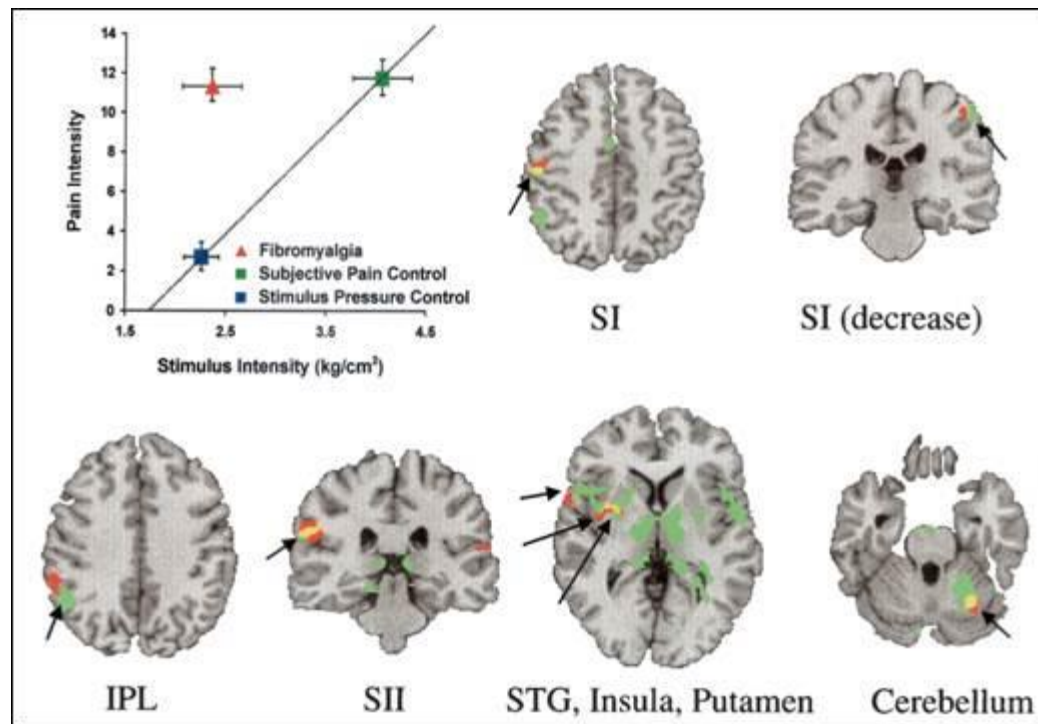 14
12
10
8
6
4
2
0
Pain Intensity
Fibromyalgia
Subjective Pain Control
Stimulus Pressure Control
1.5
2.5
3.5
4.5
Stimulus Intensity (kg/cm²)
SI
SI (decrease)
IPL
SII
STG, Insula, Putamen
Cerebellum